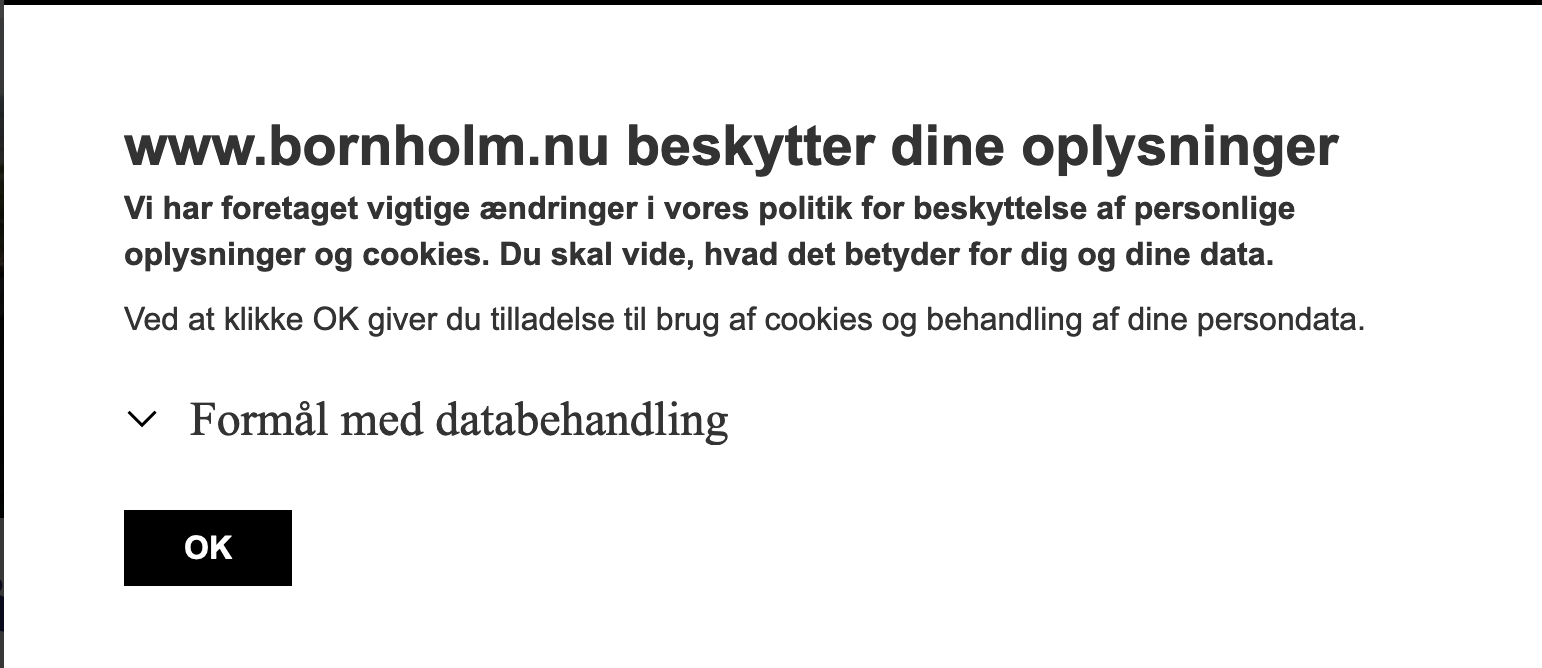 www.bornholm.nu beskytter dine oplysninger
Vi har foretaget vigtige ændringer i vores politik for beskyttelse af personlige
oplysninger og cookies. Du skal vide, hvad det betyder for dig og dine data.
Ved at klikke OK giver du tilladelse til brug af cookies og behandling af dine persondata.
Formål med databehandling
OK